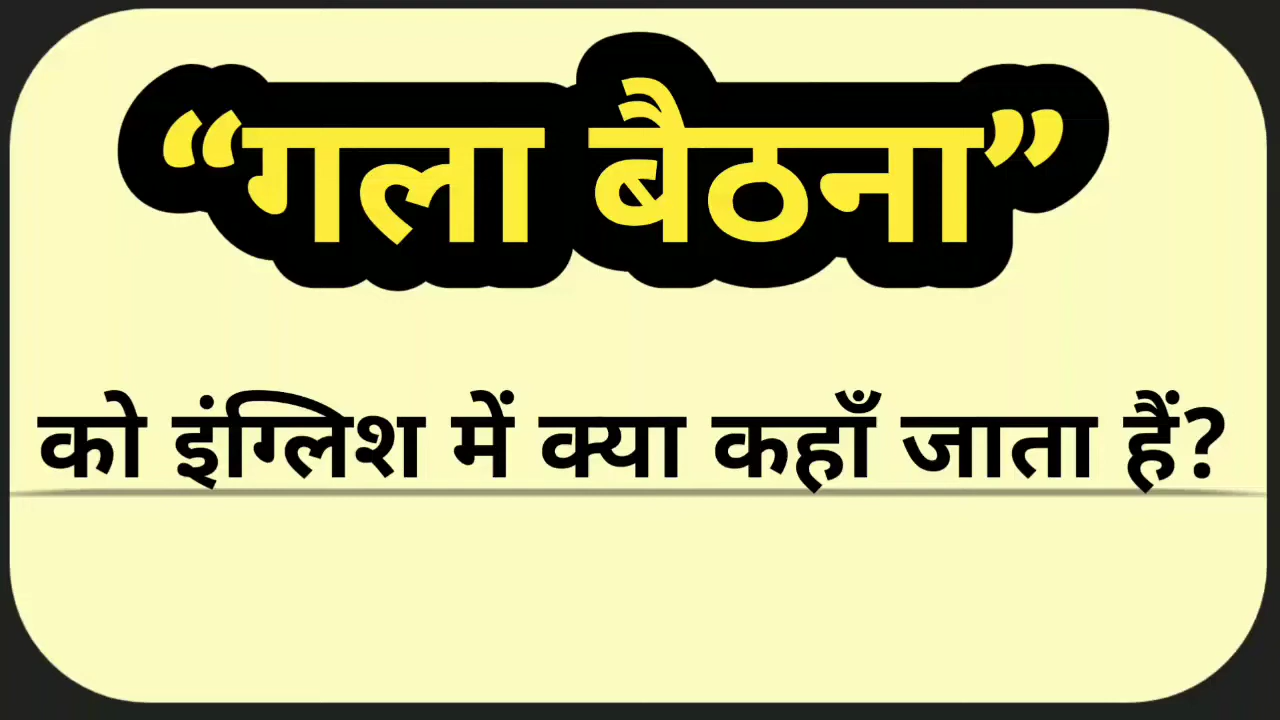 “गला बैठना”
को इंग्लिश में क्या कहाँ जाता हैं?